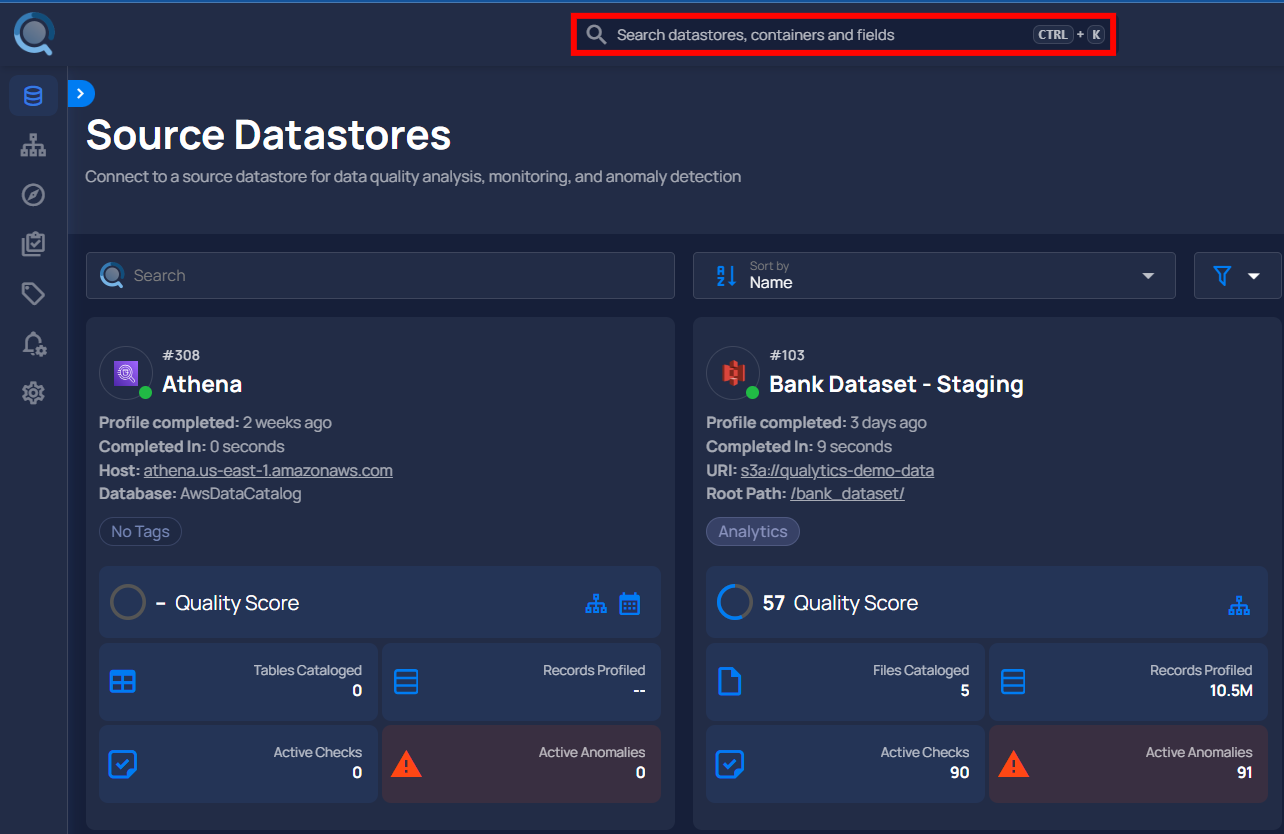 Search datastores, containers and fields CTRL + K
Source Datastores
Connect to a source datastore for data quality analysis, monitoring, and anomaly detection
Search
Sort by
Name
#308
Athena
Profile completed: 2 weeks ago
Completed In: 0 seconds
Host: athena.us-east-1.amazonaws.com
Database: AwsDataCatalog
No Tags
– Quality Score
Tables Cataloged
0
Records Profiled
--
Active Checks
0
Active Anomalies
0
#103
Bank Dataset - Staging
Profile completed: 3 days ago
Completed In: 9 seconds
URI: s3a://qualytics-demo-data
Root Path: /bank_dataset/
Analytics
57 Quality Score
Files Cataloged
5
Records Profiled
10.5M
Active Checks
90
Active Anomalies
91